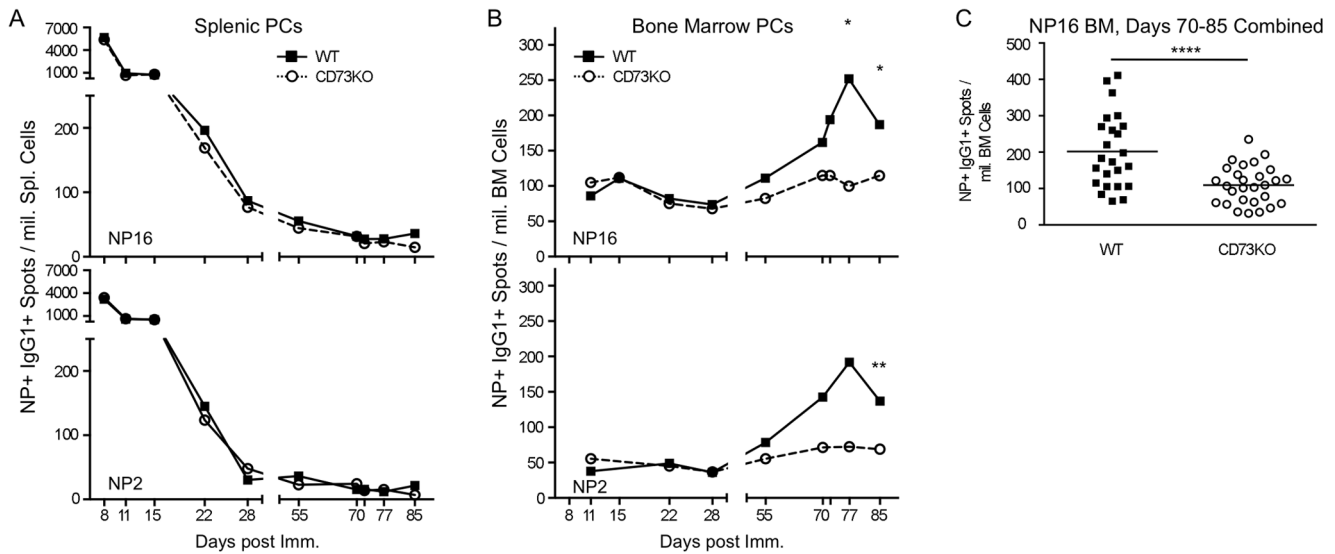 A
Splenic PCs
WT
CD73KO
NP+ IgG1+ Spots / mil. Spl. Cells
7000
4000
1000
200
100
0
NP16
7000
4000
1000
200
100
0
NP2
8 11 15 22 28 55 70 77 85
Days post Imm.
B
Bone Marrow PCs
*
WT
CD73KO
*
NP+ IgG1+ Spots / mil. BM Cells
300
250
200
150
100
50
0
NP16
300
250
200
150
100
50
0
**
NP2
8 11 15 22 28 55 70 77 85
Days post Imm.
C
NP16 BM, Days 70-85 Combined
****
NP+ IgG1+ Spots /
mil. BM Cells
500
400
300
200
100
0
WT CD73KO